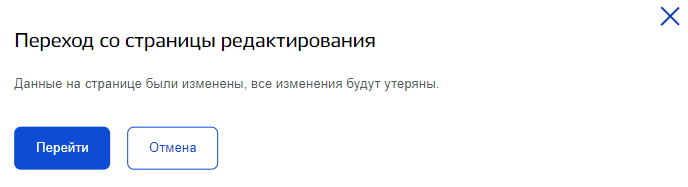 Переход со страницы редактирования
Данные на странице были изменены, все изменения будут утеряны.
Перейти
Отмена